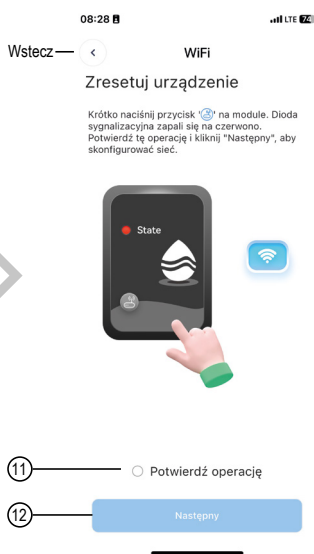 08:28
LTE 74
Wstecz
WiFi
Zresetuj urządzenie
Krótko naciśnij przycisk '' na module. Dioda
sygnalizacyjna zapali się na czerwono.
Potwierdź tę operację i kliknij "Następny", aby
skonfigurować sieć.
State
11
Potwierdź operację
12
Następny